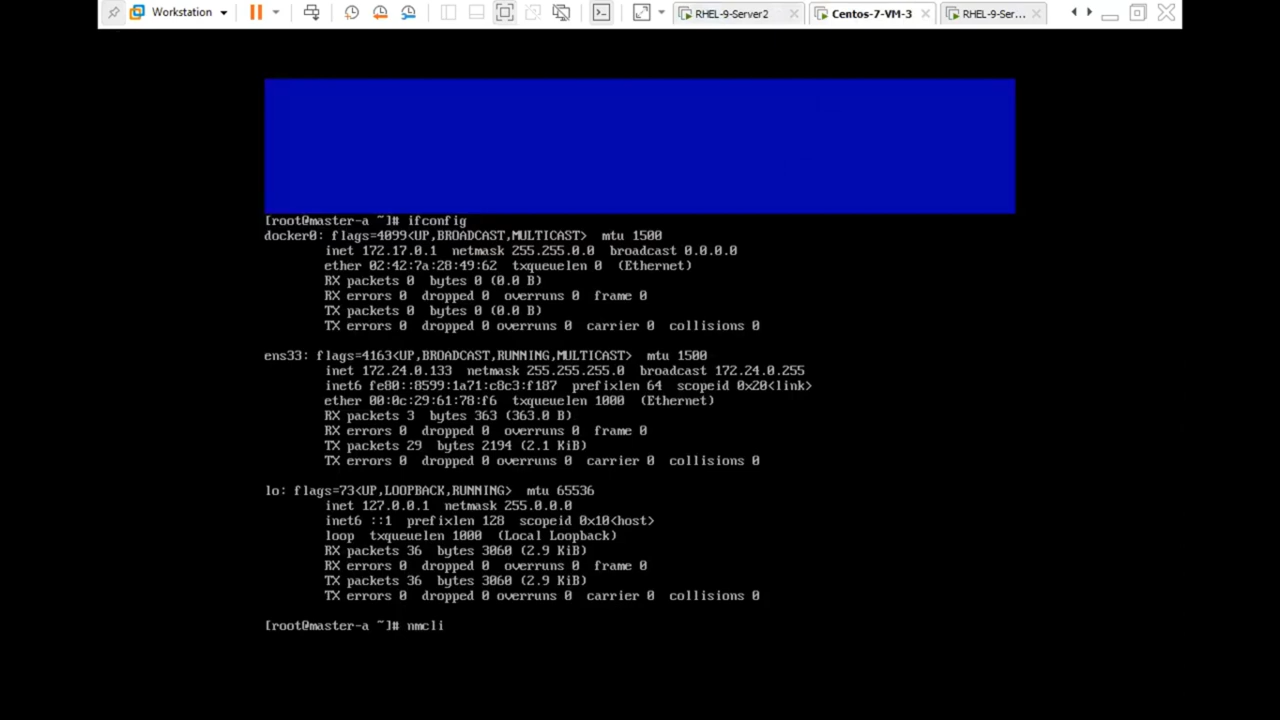 Workstation RHEL-9-Server2 Centos-7-VM-3 RHEL-9-Ser...
[root@master-a ~]# ifconfig
docker0: flags=4099<UP,BROADCAST,MULTICAST>  mtu 1500
inet 172.17.0.1  netmask 255.255.0.0  broadcast 0.0.0.0
ether 02:42:7a:28:49:62  txqueuelen 0  (Ethernet)
RX packets 0  bytes 0 (0.0 B)
RX errors 0  dropped 0  overruns 0  frame 0
TX packets 0  bytes 0 (0.0 B)
TX errors 0  dropped 0 overruns 0  carrier 0  collisions 0
ens33: flags=4163<UP,BROADCAST,RUNNING,MULTICAST>  mtu 1500
inet 172.24.0.133  netmask 255.255.255.0  broadcast 172.24.0.255
inet6 fe80::8599:1a71:c8c3:f187  prefixlen 64  scopeid 0x20<link>
ether 00:0c:29:61:78:f6  txqueuelen 1000  (Ethernet)
RX packets 3  bytes 363 (363.0 B)
RX errors 0  dropped 0  overruns 0  frame 0
TX packets 29  bytes 2194 (2.1 KiB)
TX errors 0  dropped 0 overruns 0  carrier 0  collisions 0
lo: flags=73<UP,LOOPBACK,RUNNING>  mtu 65536
inet 127.0.0.1  netmask 255.0.0.0
inet6 ::1  prefixlen 128  scopeid 0x10<host>
loop  txqueuelen 1000  (Local Loopback)
RX packets 36  bytes 3060 (2.9 KiB)
RX errors 0  dropped 0  overruns 0  frame 0
TX packets 36  bytes 3060 (2.9 KiB)
TX errors 0  dropped 0 overruns 0  carrier 0  collisions 0
[root@master-a ~]# nmcli